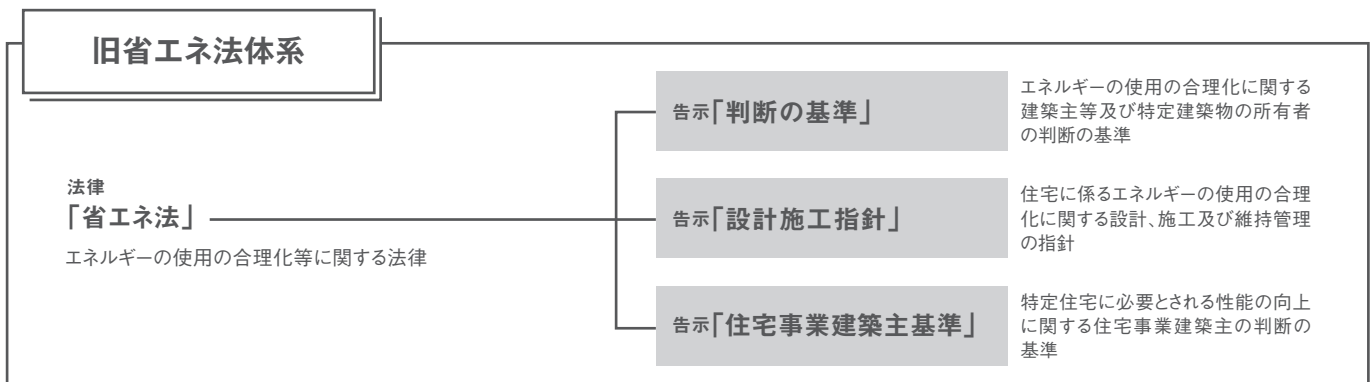 旧省エネ法体系
法律
「省エネ法」
エネルギーの使用の合理化等に関する法律
告示「判断の基準」
エネルギーの使用の合理化に関する
建築主等及び特定建築物の所有者
の判断の基準
告示「設計施工指針」
住宅に係るエネルギーの使用の合理
化に関する設計、施工及び維持管理
の指針
告示「住宅事業建築主基準」
特定住宅に必要とされる性能の向上
に関する住宅事業建築主の判断の
基準